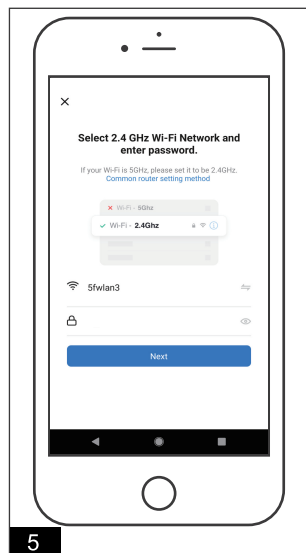 Select 2.4 GHz Wi-Fi Network and
enter password.
If your Wi-Fi is 5GHz, please set it to be 2.4GHz.
Common router setting method
Wi-Fi - 5Ghz
Wi-Fi - 2.4Ghz
5fwlan3
Next
5